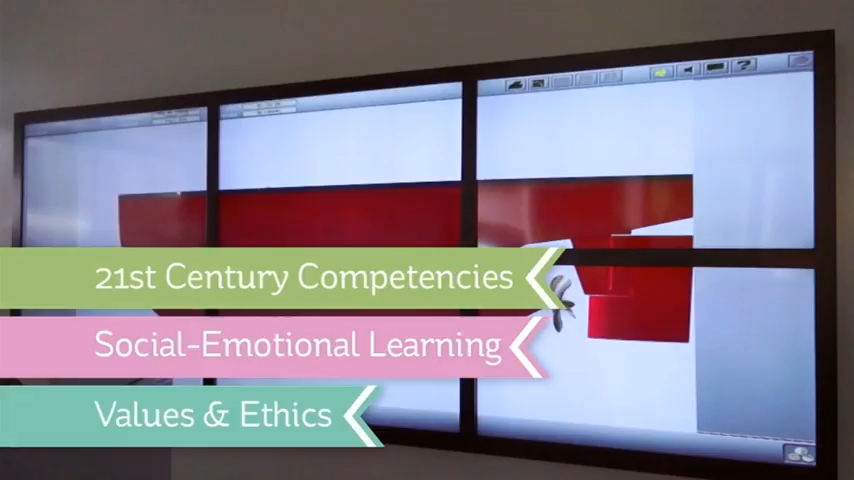 21st Century Competencies
Social-Emotional Learning
Values & Ethics